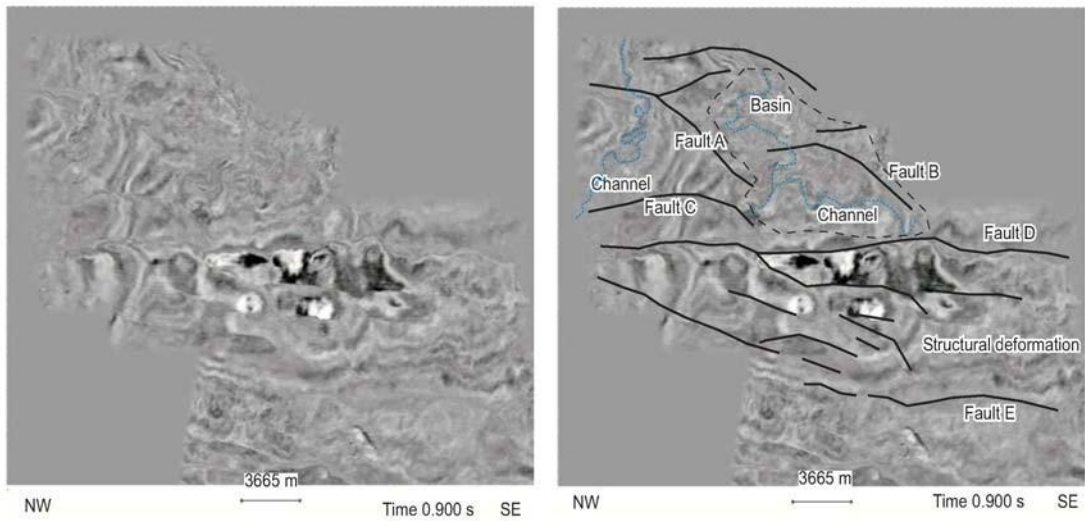 3665 m
NW
Time 0.900 s
SE
Basin
Fault A
Fault B
Channel
Fault C
Channel
Fault D
Structural deformation
Fault E
3665 m
NW
Time 0.900 s
SE